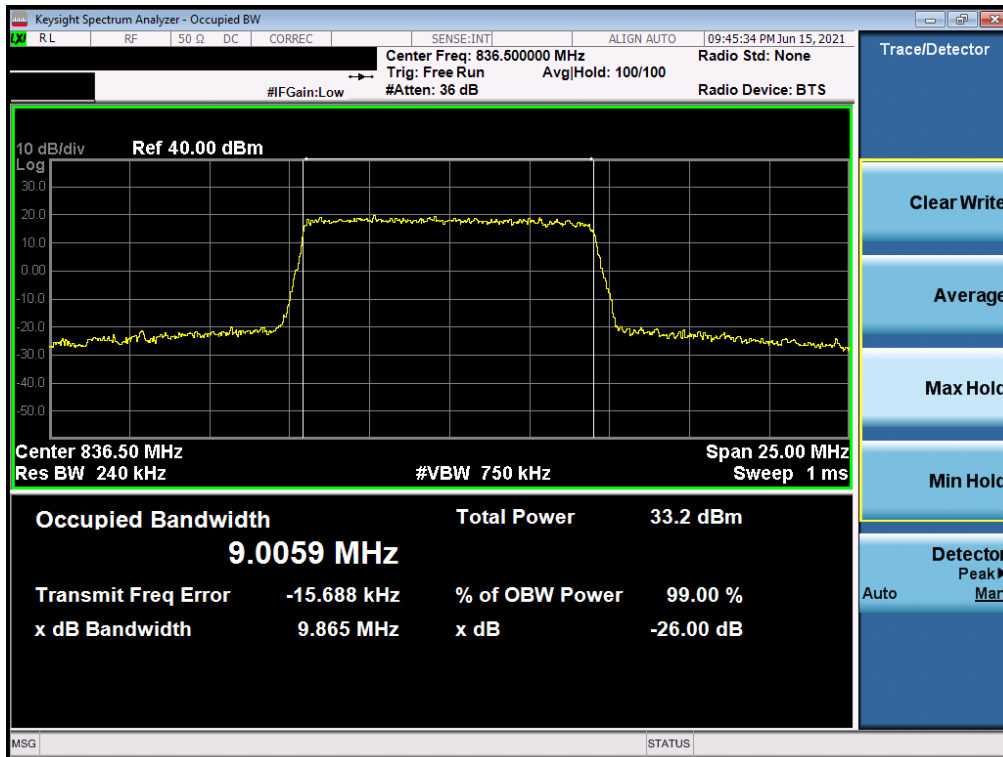 Keysight Spectrum Analyzer - Occupied BW
LXI RL RF 50 Ω DC CORREC SENSE:INT ALIGN AUTO 09:45:34 PM Jun 15, 2021
Center Freq: 836.500000 MHz Radio Std: None
Trig: Free Run Avg|Hold: 100/100
#IFGain:Low #Atten: 36 dB Radio Device: BTS
Trace/Detector
10 dB/div Ref 40.00 dBm
Log
30.0
20.0
10.0
0.00
-10.0
-20.0
-30.0
-40.0
-50.0
Center 836.50 MHz Span 25.00 MHz
Res BW 240 kHz #VBW 750 kHz Sweep 1 ms
Occupied Bandwidth Total Power 33.2 dBm
9.0059 MHz
Transmit Freq Error -15.688 kHz % of OBW Power 99.00 %
x dB Bandwidth 9.865 MHz x dB -26.00 dB
Clear Write
Average
Max Hold
Min Hold
Detector
Peak▶
Auto Man
MSG STATUS